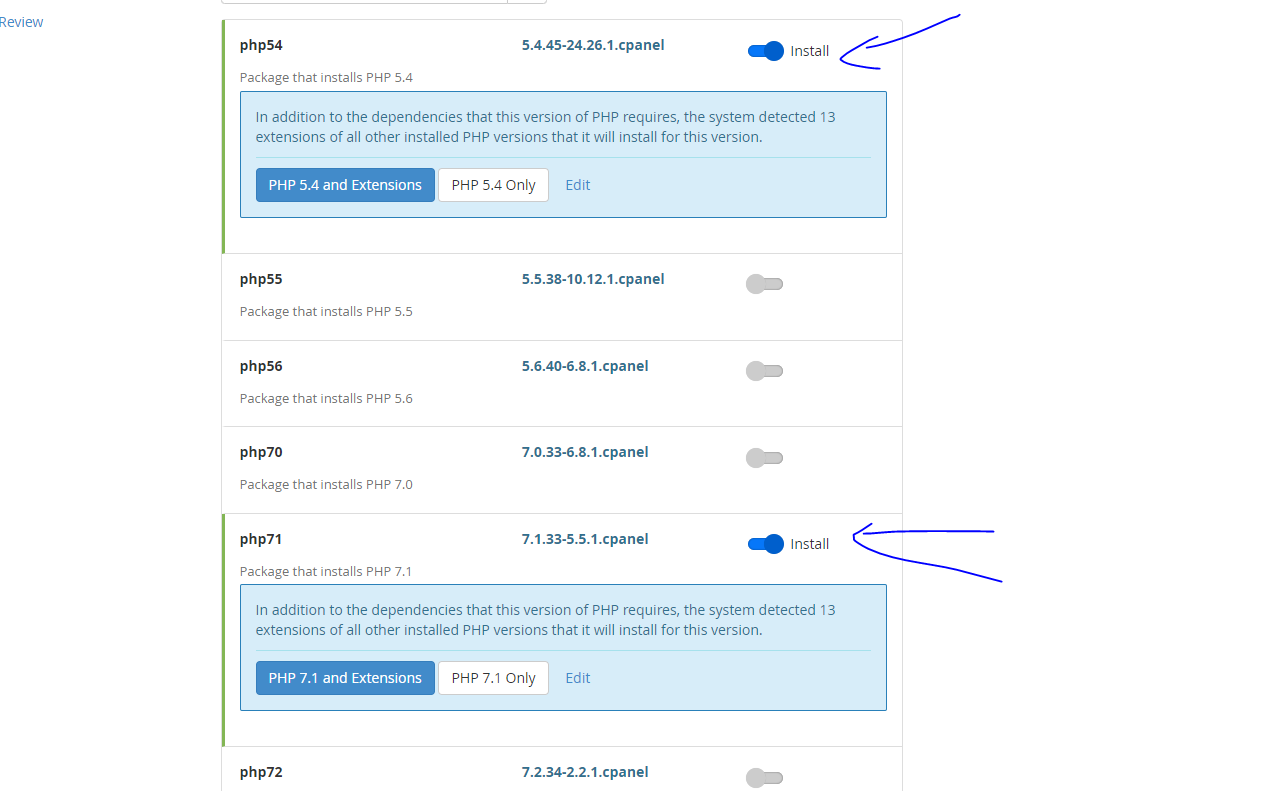 Review
php54 5.4.45-24.26.1.cpanel Install
Package that installs PHP 5.4
In addition to the dependencies that this version of PHP requires, the system detected 13
extensions of all other installed PHP versions that it will install for this version.
PHP 5.4 and Extensions PHP 5.4 Only Edit
php55 5.5.38-10.12.1.cpanel
Package that installs PHP 5.5
php56 5.6.40-6.8.1.cpanel
Package that installs PHP 5.6
php70 7.0.33-6.8.1.cpanel
Package that installs PHP 7.0
php71 7.1.33-5.5.1.cpanel Install
Package that installs PHP 7.1
In addition to the dependencies that this version of PHP requires, the system detected 13
extensions of all other installed PHP versions that it will install for this version.
PHP 7.1 and Extensions PHP 7.1 Only Edit
php72 7.2.34-2.2.1.cpanel